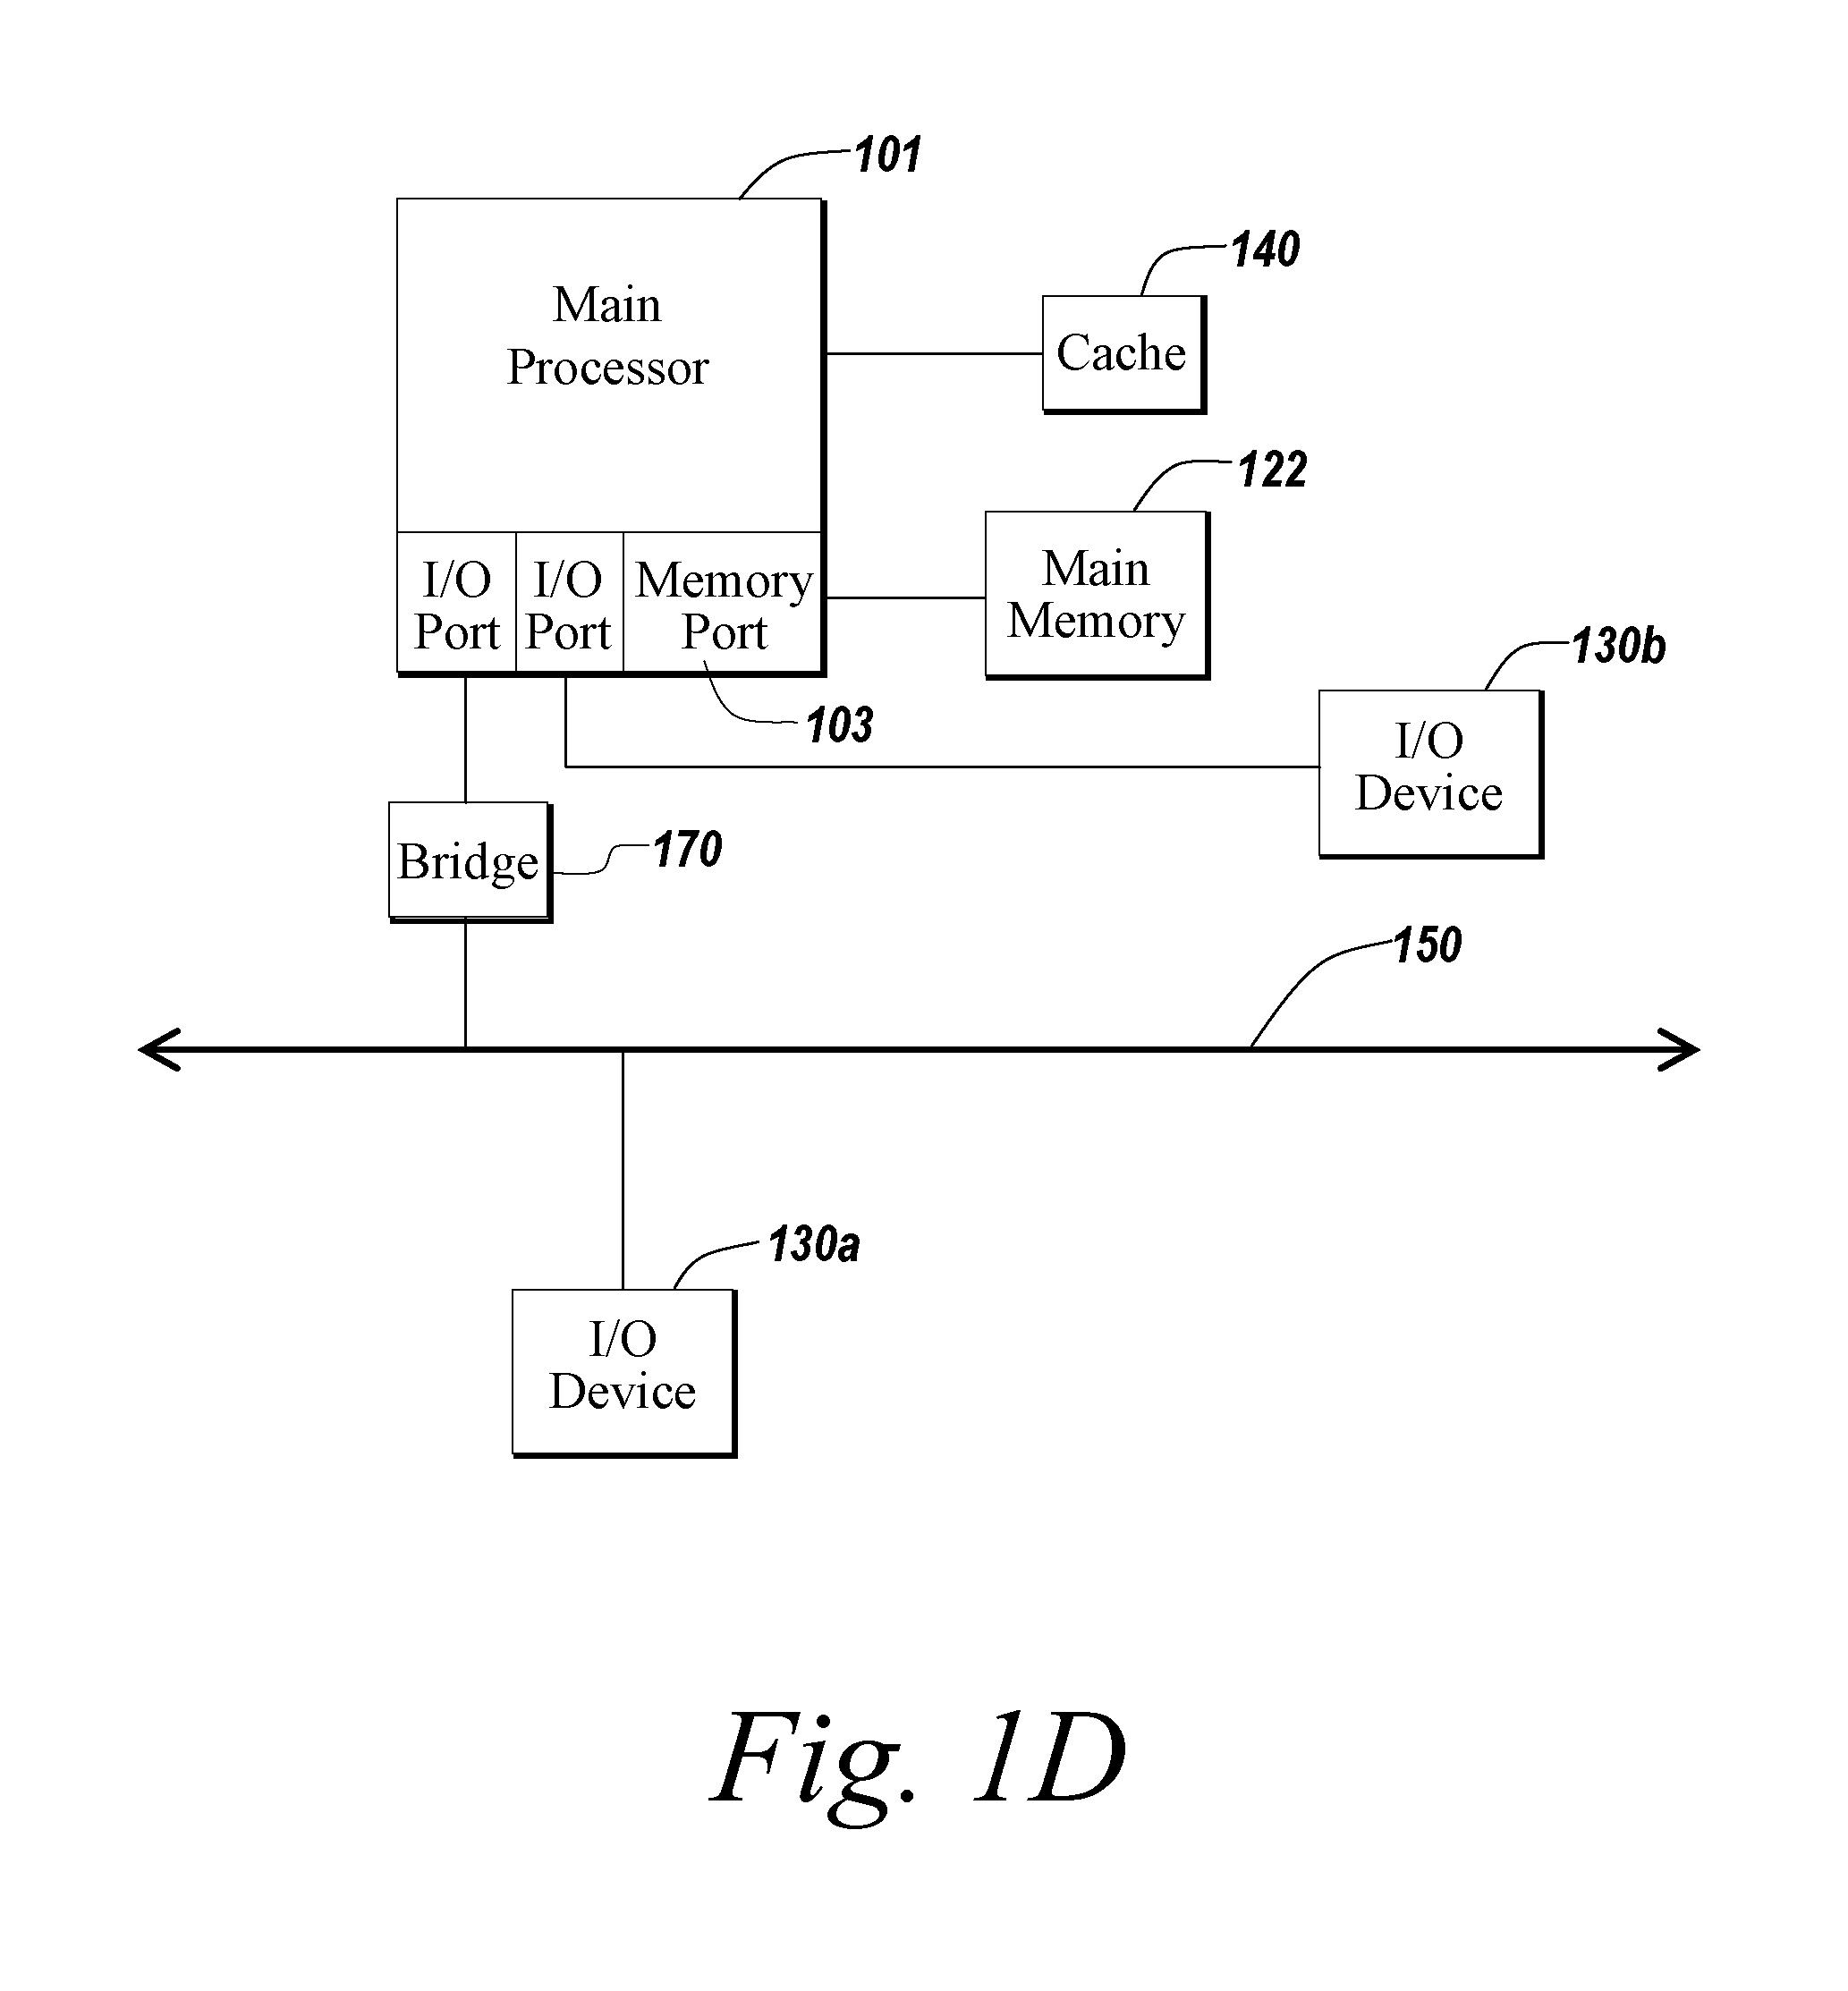 101
140
Main
Processor
Cache
122
I/O
Port
I/O
Port
Memory
Port
Main
Memory
130b
103
I/O
Device
Bridge
170
150
130a
I/O
Device
Fig. 1D